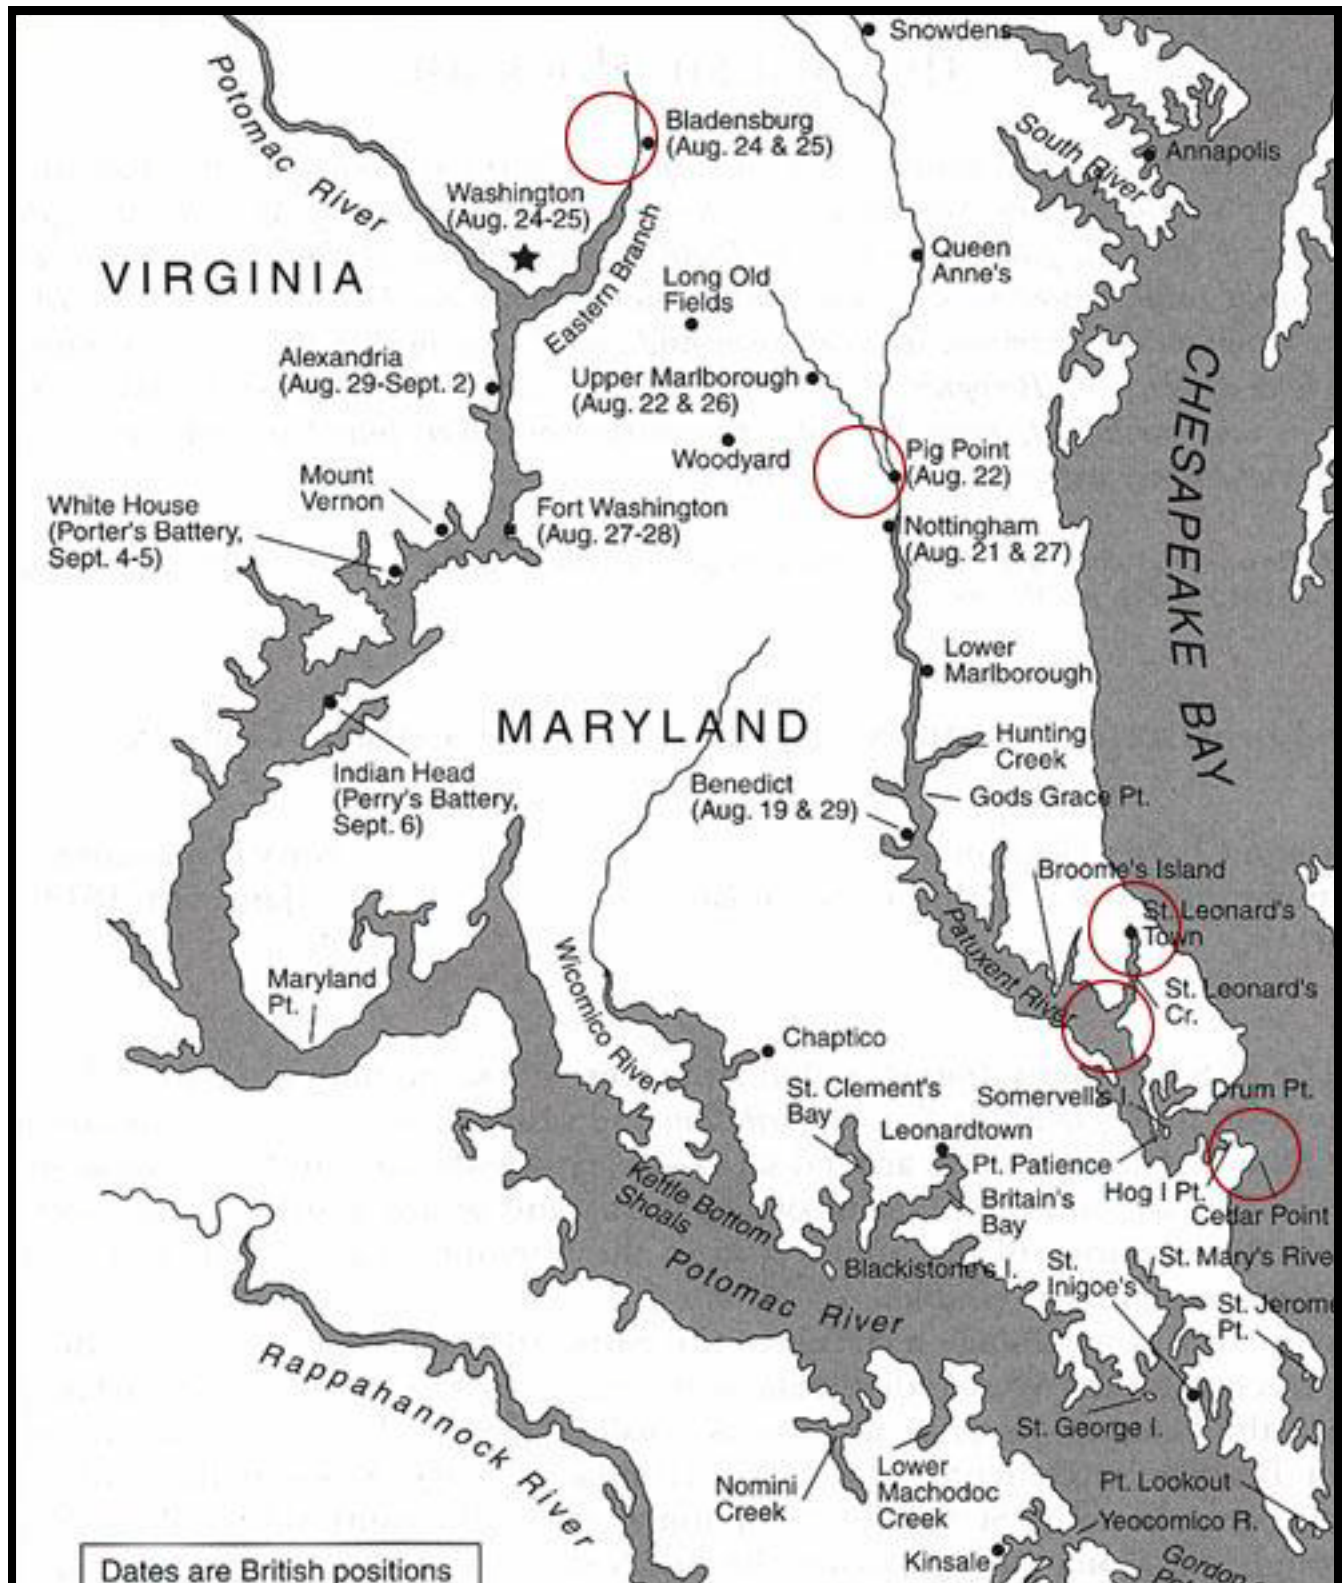 Snowdens
Potomac River
Bladensburg
(Aug. 24 & 25)
South River
Annapolis
Washington
(Aug. 24-25)
VIRGINIA
Eastern Branch
Queen
Anne's
Long Old
Fields
CHESAPEAKE BAY
Alexandria
(Aug. 29-Sept. 2)
Upper Marlborough
(Aug. 22 & 26)
Woodyard
Pig Point
(Aug. 22)
Mount
Vernon
White House
(Porter's Battery,
Sept. 4-5)
Fort Washington
(Aug. 27-28)
Nottingham
(Aug. 21 & 27)
Lower
Marlborough
MARYLAND
Hunting
Creek
Indian Head
(Perry's Battery,
Sept. 6)
Benedict
(Aug. 19 & 29)
Gods Grace Pt.
Broome's Island
St. Leonard's
Town
Patuxent River
Maryland
Pt.
Wicomico River
St. Leonard's
Cr.
Chaptico
St. Clement's
Bay
Somervell's I.
Drum Pt.
Leonardtown
Pt. Patience
Hog I Pt.
Britain's
Bay
Cedar Point
Kettle Bottom
Shoals
Blackistone's I.
St.
Inigoe's
St. Mary's Rive
Potomac River
St. Jerome
Pt.
Rappahannock River
St. George I.
Nomini
Creek
Lower
Machodoc
Creek
Pt. Lookout
Yeocomico R.
Kinsale
Gordon
Dates are British positions